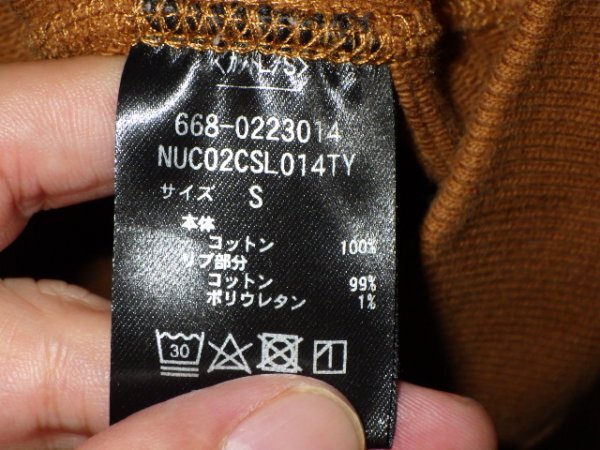 668-0223014
NUC02CSL014TY
サイズ S
本体
コットン 100%
リブ部分
コットン 99%
ポリウレタン 1%
30